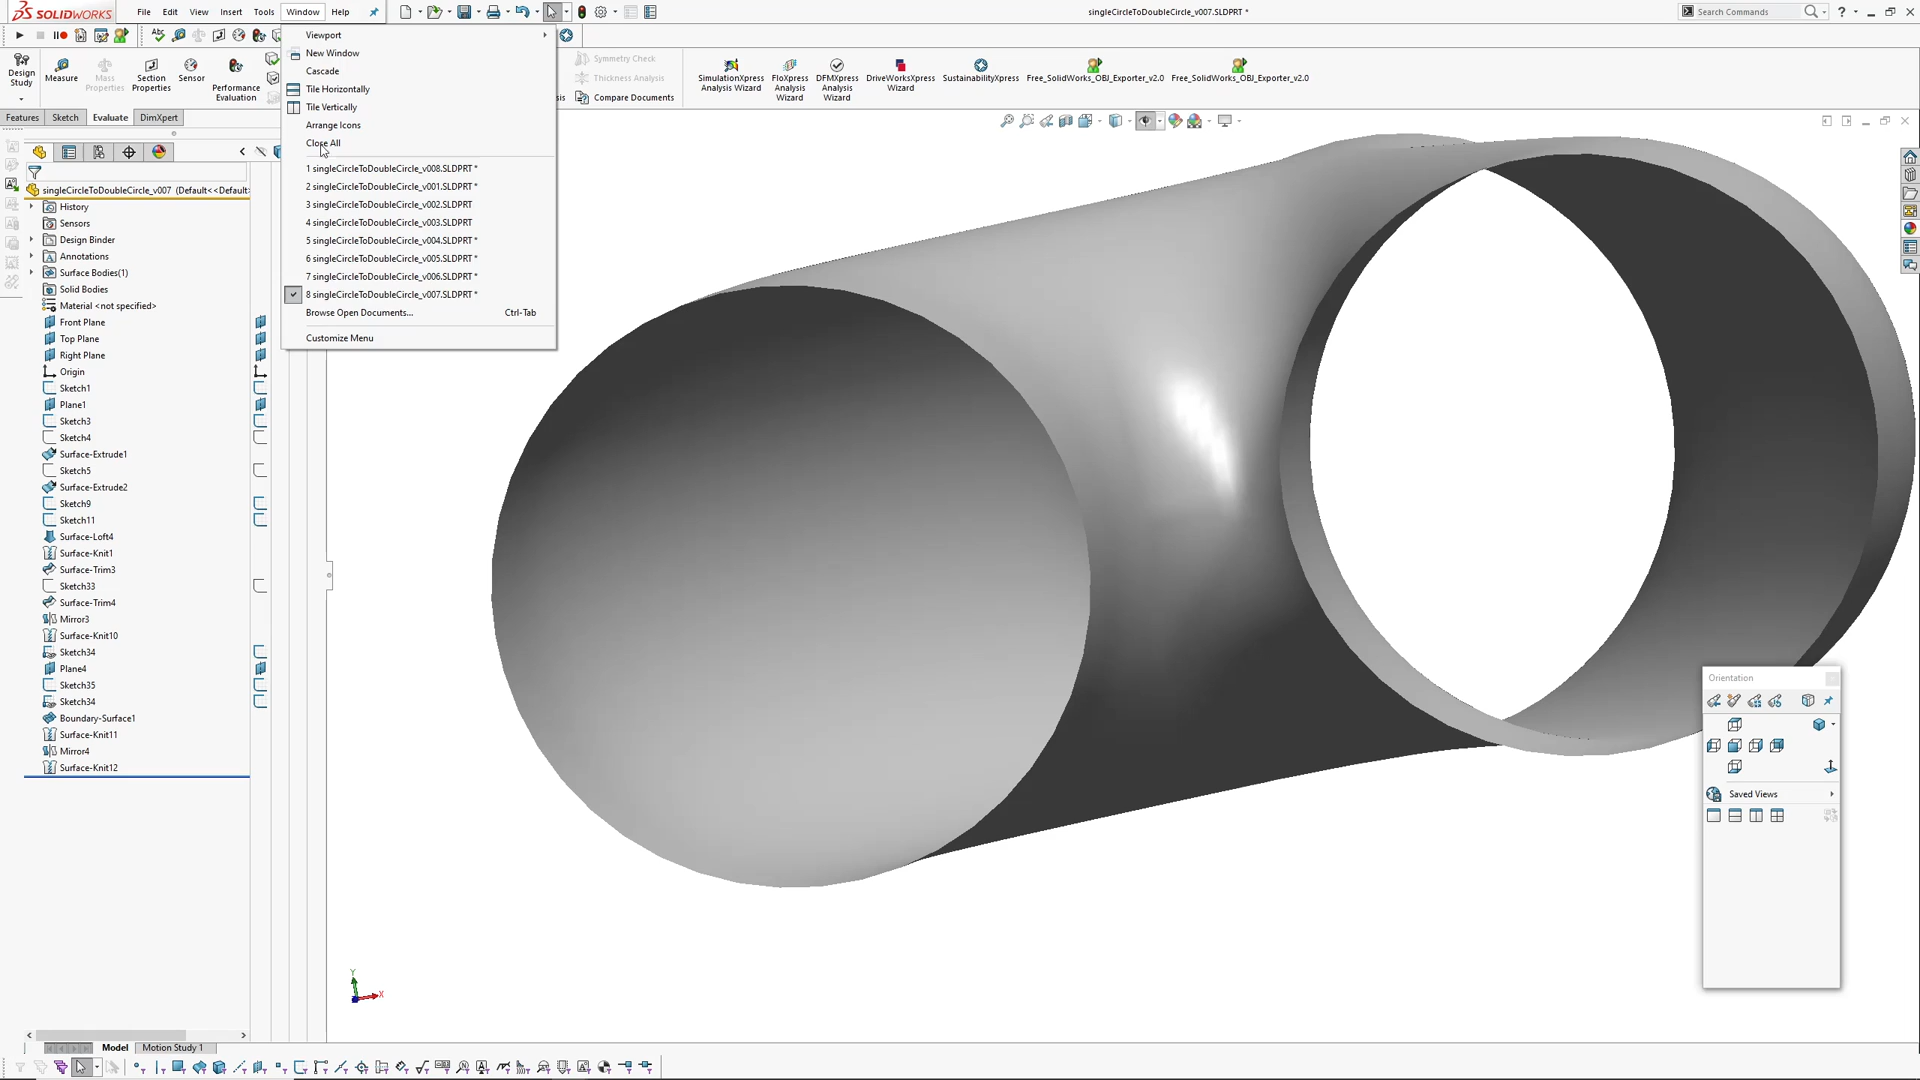 SOLIDWORKS File Edit View Insert Tools Window Help singleCircleToDoubleCircle_v007.SLDPRT * Search Commands
Viewport
New Window
Cascade
Tile Horizontally
Tile Vertically
Arrange Icons
Close All
1 singleCircleToDoubleCircle_v008.SLDPRT *
2 singleCircleToDoubleCircle_v001.SLDPRT *
3 singleCircleToDoubleCircle_v002.SLDPRT
4 singleCircleToDoubleCircle_v003.SLDPRT
5 singleCircleToDoubleCircle_v004.SLDPRT *
6 singleCircleToDoubleCircle_v005.SLDPRT *
7 singleCircleToDoubleCircle_v006.SLDPRT *
8 singleCircleToDoubleCircle_v007.SLDPRT *
Browse Open Documents... Ctrl-Tab
Customize Menu
Design
Study
Measure
Mass
Properties
Section
Properties
Sensor
Performance
Evaluation
Symmetry Check
Thickness Analysis
Compare Documents
SimulationXpress
Analysis Wizard
FloXpress
Analysis
Wizard
DFMXpress
Analysis
Wizard
DriveWorksXpress
Wizard
SustainabilityXpress
Free_SolidWorks_OBJ_Exporter_v2.0
Free_SolidWorks_OBJ_Exporter_v2.0
Features Sketch Evaluate DimXpert
singleCircleToDoubleCircle_v007 (Default<<Default>
History
Sensors
Design Binder
Annotations
Surface Bodies(1)
Solid Bodies
Material <not specified>
Front Plane
Top Plane
Right Plane
Origin
Sketch1
Plane1
Sketch3
Sketch4
Surface-Extrude1
Sketch5
Surface-Extrude2
Sketch9
Sketch11
Surface-Loft4
Surface-Knit1
Surface-Trim3
Sketch33
Surface-Trim4
Mirror3
Surface-Knit10
Sketch34
Plane4
Sketch35
Sketch34
Boundary-Surface1
Surface-Knit11
Mirror4
Surface-Knit12
Orientation
Saved Views
Y
X
Model Motion Study 1